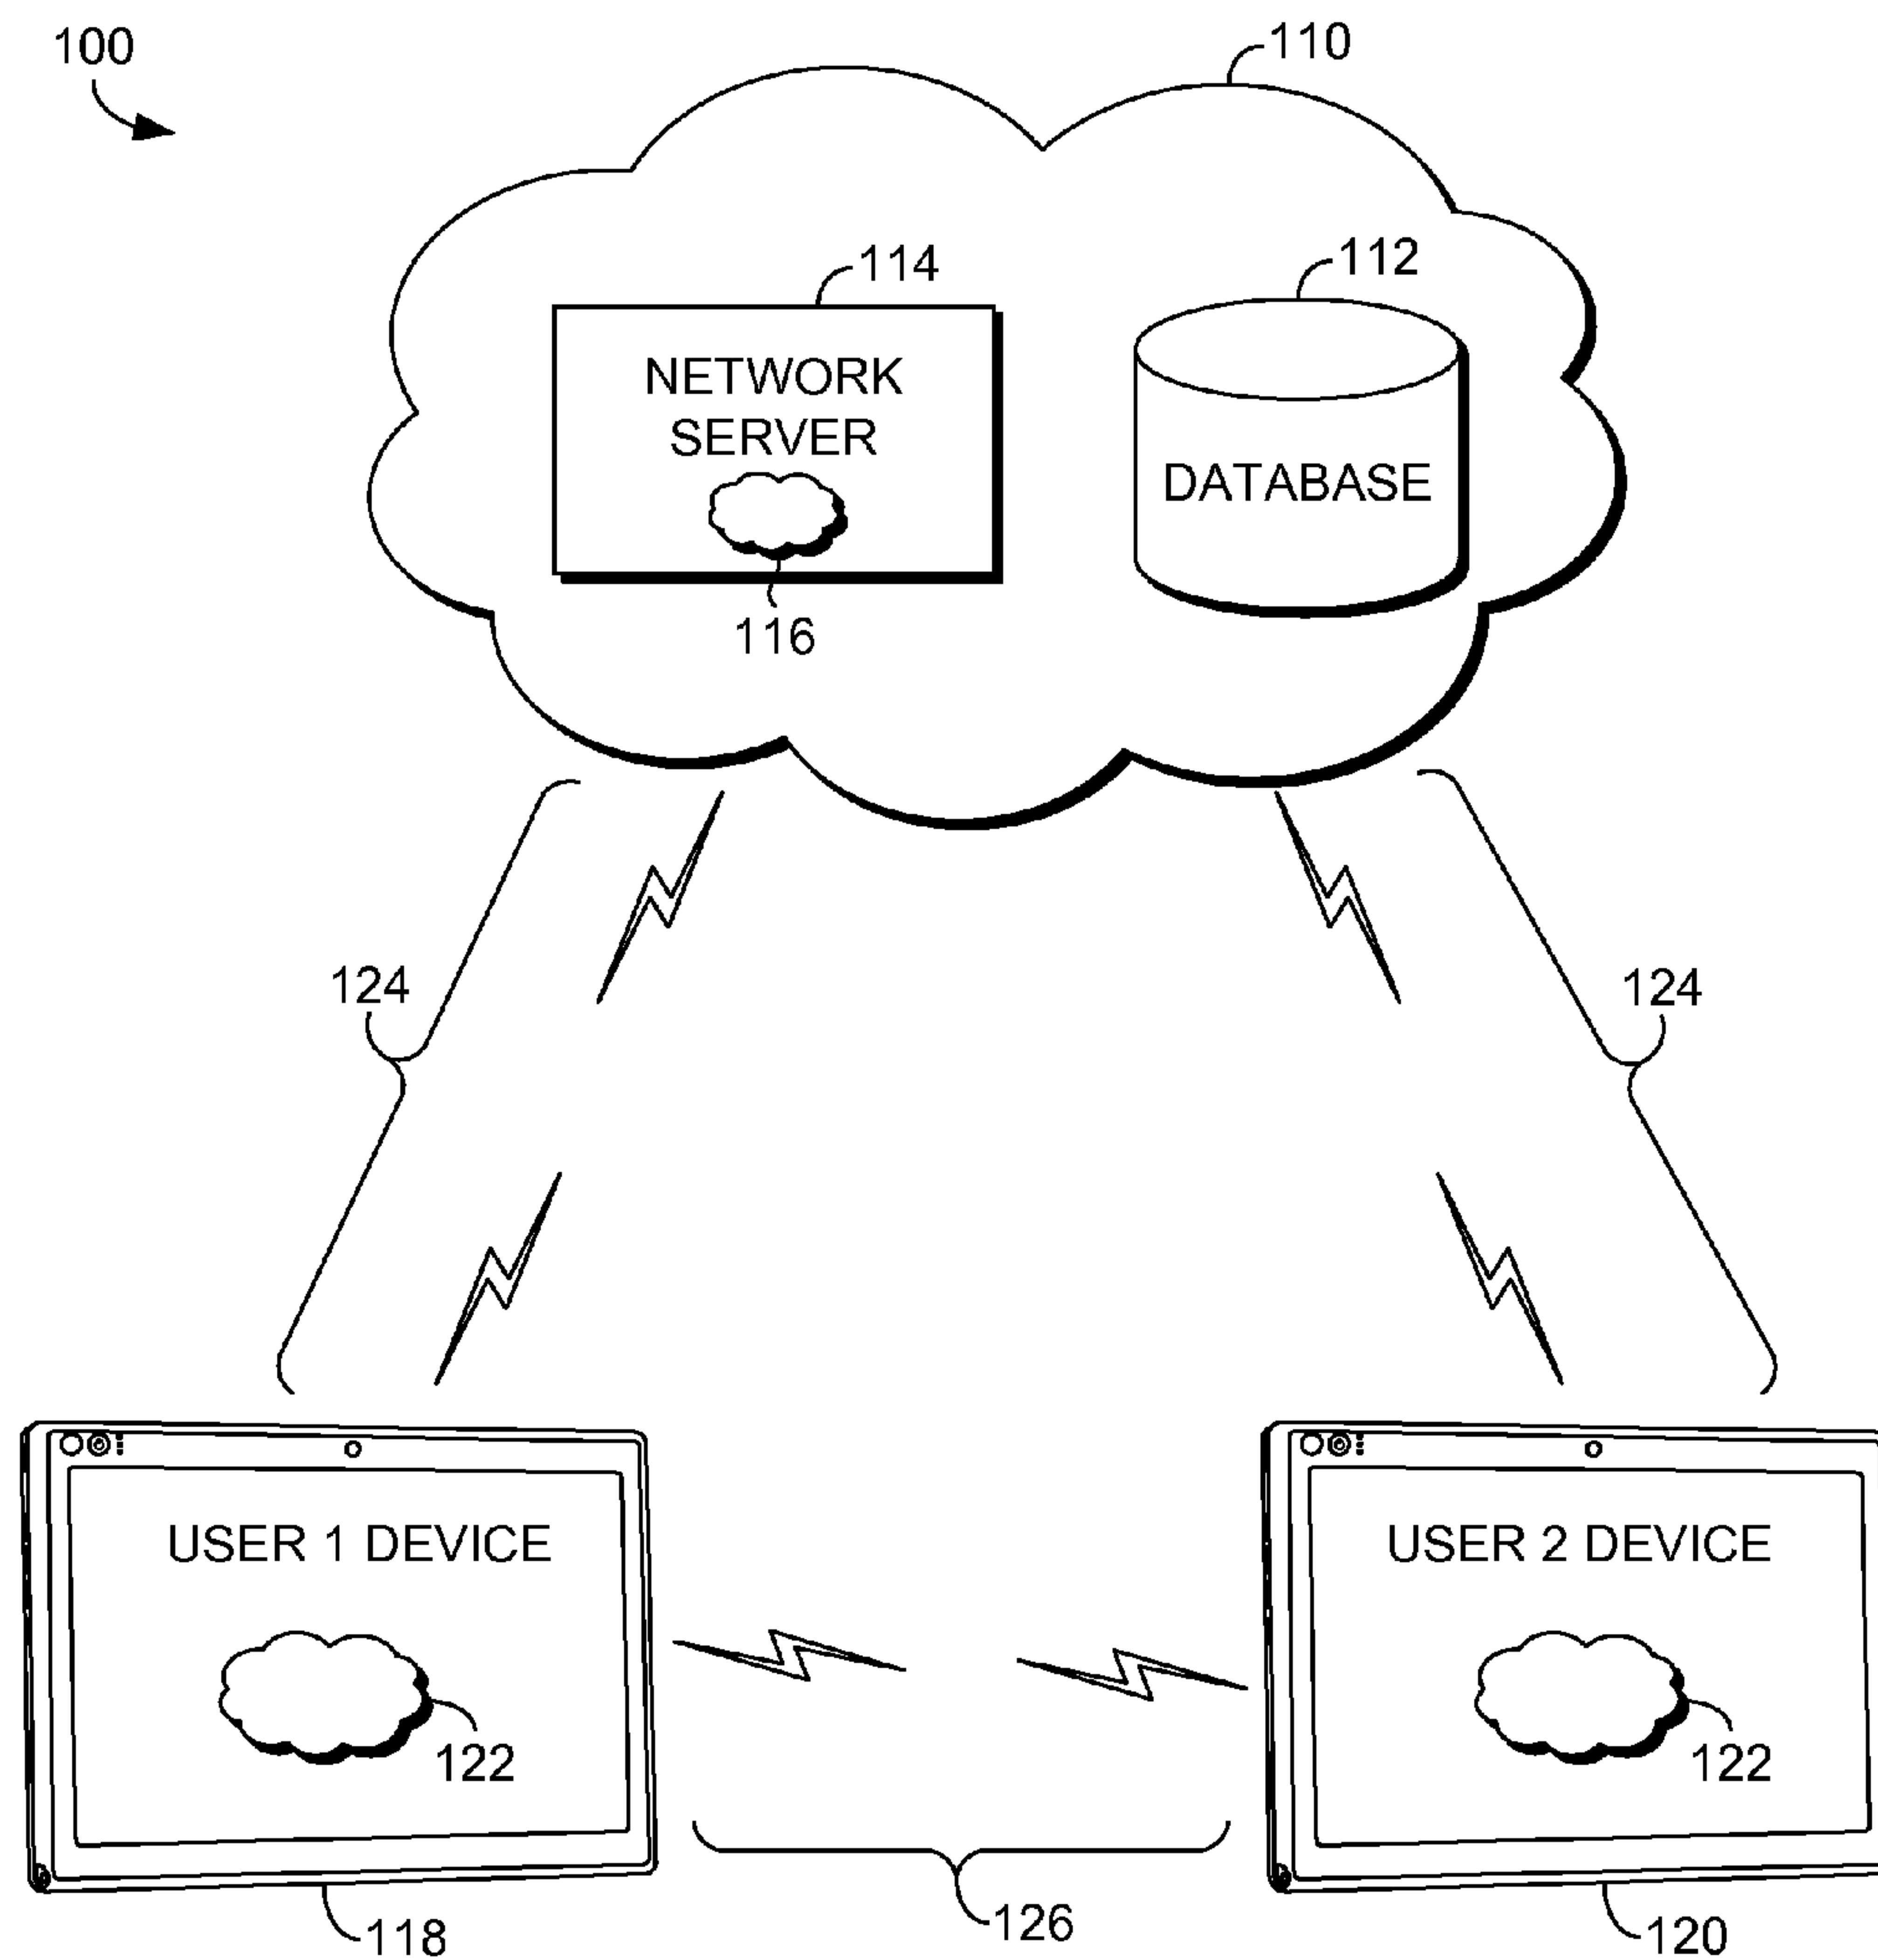 100
110
114
112
NETWORK
SERVER
DATABASE
116
124
124
USER 1 DEVICE
USER 2 DEVICE
122
122
118
126
120